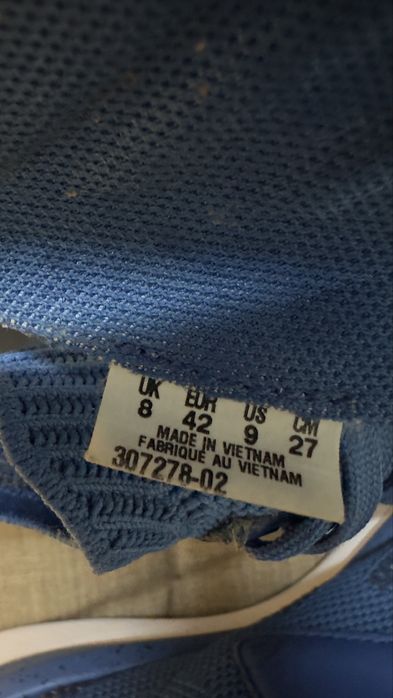 UK EUR US CM
8 42 9 27
MADE IN VIETNAM
FABRIQUÉ AU VIETNAM
307278-02